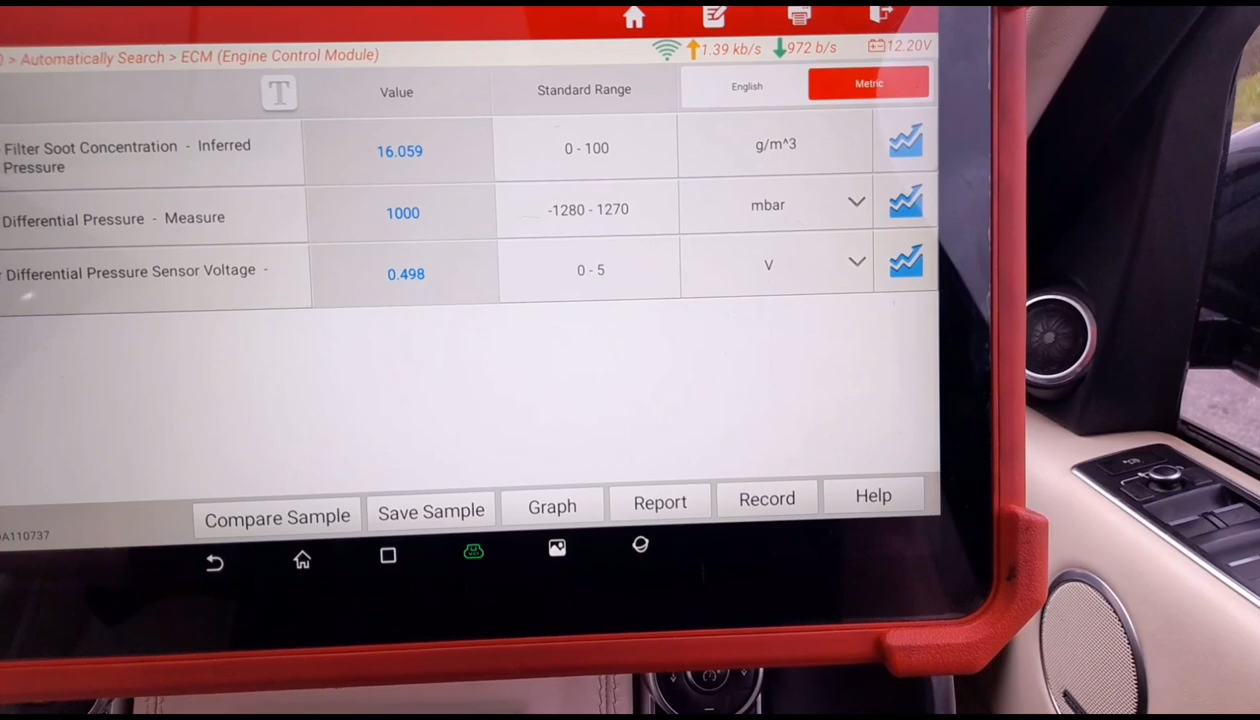 ) > Automatically Search > ECM (Engine Control Module)
1.39 kb/s 972 b/s 12.20V
T Value Standard Range English Metric
Filter Soot Concentration - Inferred
Pressure
16.059 0 - 100 g/m^3
Differential Pressure - Measure 1000 -1280 - 1270 mbar
Differential Pressure Sensor Voltage - 0.498 0 - 5 V
Compare Sample Save Sample Graph Report Record Help
A110737